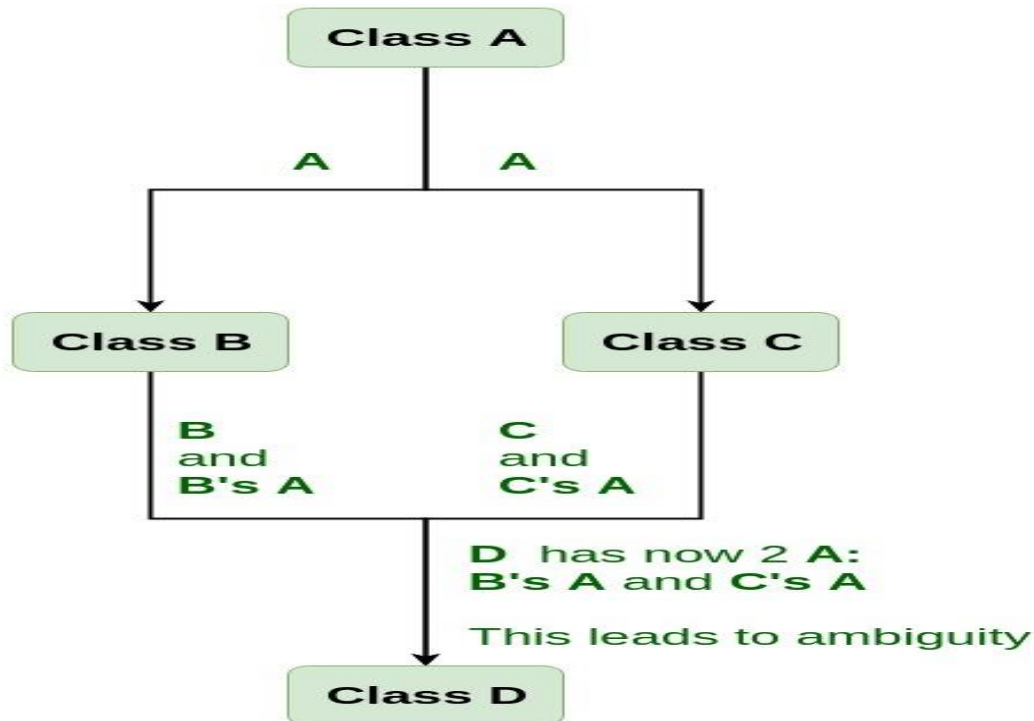 Class A
A
A
Class B
Class C
B
and
B's A
C
and
C's A
D has now 2 A:
B's A and C's A
This leads to ambiguity
Class D